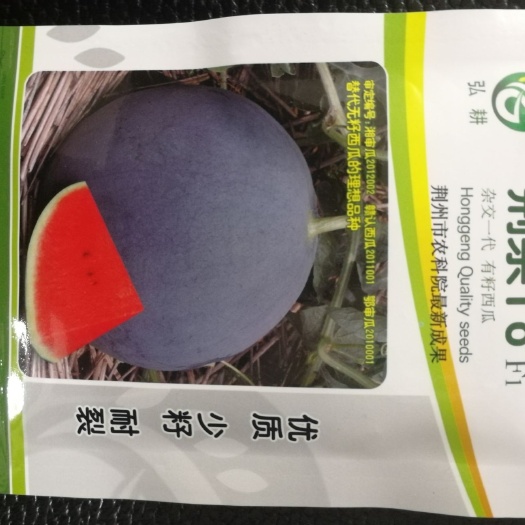 弘耕
荆杂18 F1
杂交一代 有籽西瓜
Honggeng Quality seeds
荆州市农科院最新成果
审定编号:湘审瓜2012002 赣认西瓜2011001 鄂审瓜2010001
替代无籽西瓜的理想品种
优质 少籽 耐裂